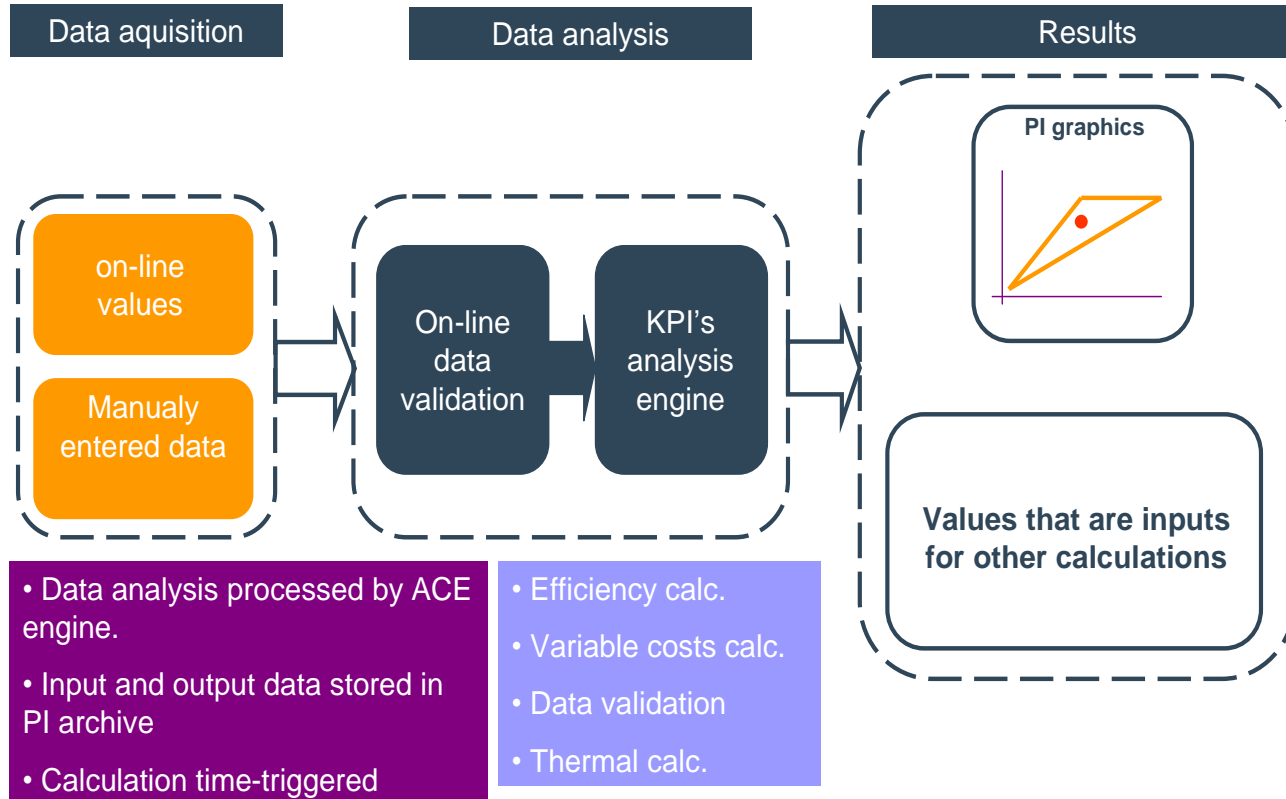 Data aquisition
Data analysis
Results
on-line
values
Manualy
entered data
On-line
data
validation
KPI's
analysis
engine
PI graphics
Values that are inputs
for other calculations
• Data analysis processed by ACE
engine.
• Input and output data stored in
PI archive
• Calculation time-triggered
• Efficiency calc.
• Variable costs calc.
• Data validation
• Thermal calc.